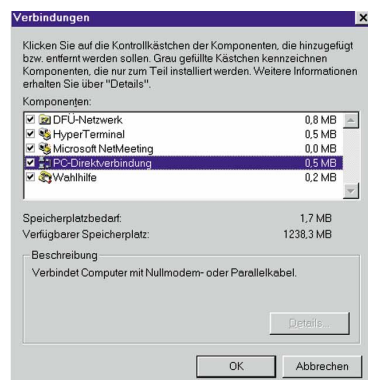 Verbindungen
Klicken Sie auf die Kontrollkästchen der Komponenten, die hinzugefügt
bzw. entfernt werden sollen. Grau gefüllte Kästchen kennzeichnen
Komponenten, die nur zum Teil installiert werden. Weitere Informationen
erhalten Sie über "Details".
Komponenten:
DFÜ-Netzwerk 0,8 MB
HyperTerminal 0,5 MB
Microsoft NetMeeting 0,0 MB
PC-Direktverbindung 0,5 MB
Wahlhilfe 0,2 MB
Speicherplatzbedarf: 1,7 MB
Verfügbarer Speicherplatz: 1238,3 MB
Beschreibung
Verbindet Computer mit Nullmodem- oder Parallelkabel.
Details...
OK Abbrechen